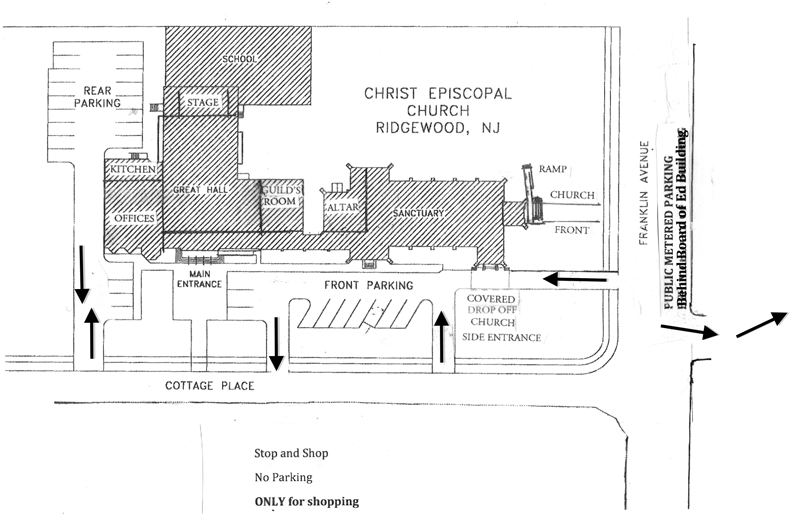 SCHOOL
REAR
PARKING
STAGE
CHRIST EPISCOPAL
CHURCH
RIDGEWOOD, NJ
KITCHEN
GREAT HALL
GUILD'S
ROOM
OFFICES
ALTAR
SANCTUARY
RAMP
CHURCH
FRONT
FRANKLIN AVENUE
PUBLIC METERED PARKING
Behind Board of Ed Building
MAIN
ENTRANCE
FRONT PARKING
COVERED
DROP OFF
CHURCH
SIDE ENTRANCE
COTTAGE PLACE
Stop and Shop
No Parking
ONLY for shopping